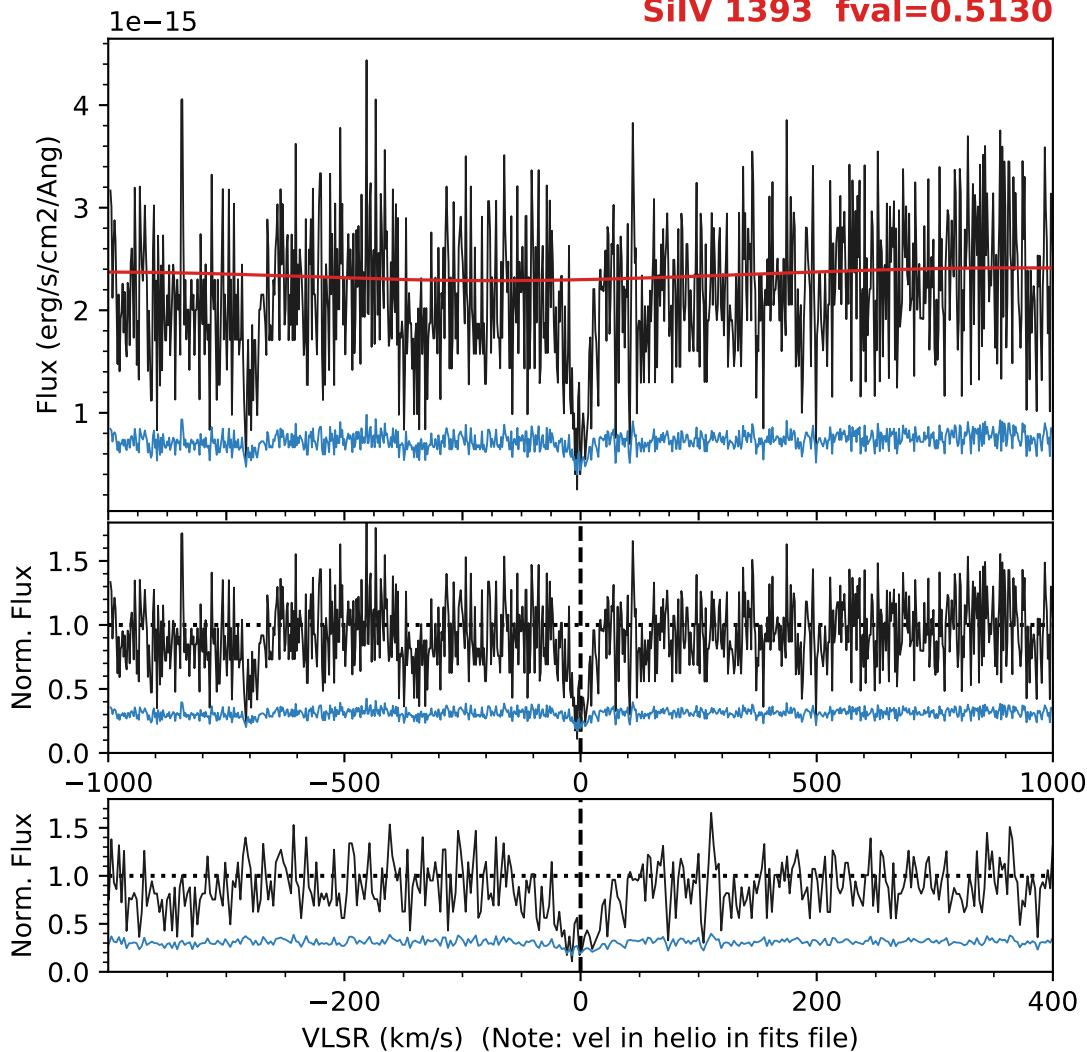 SiIV 1393 fval=0.5130
1e−15
Flux (erg/s/cm2/Ang)
4
3
2
1
Norm. Flux
1.5
1.0
0.5
0.0
−1000 −500 0 500 1000
Norm. Flux
1.5
1.0
0.5
0.0
−200 0 200 400
VLSR (km/s) (Note: vel in helio in fits file)